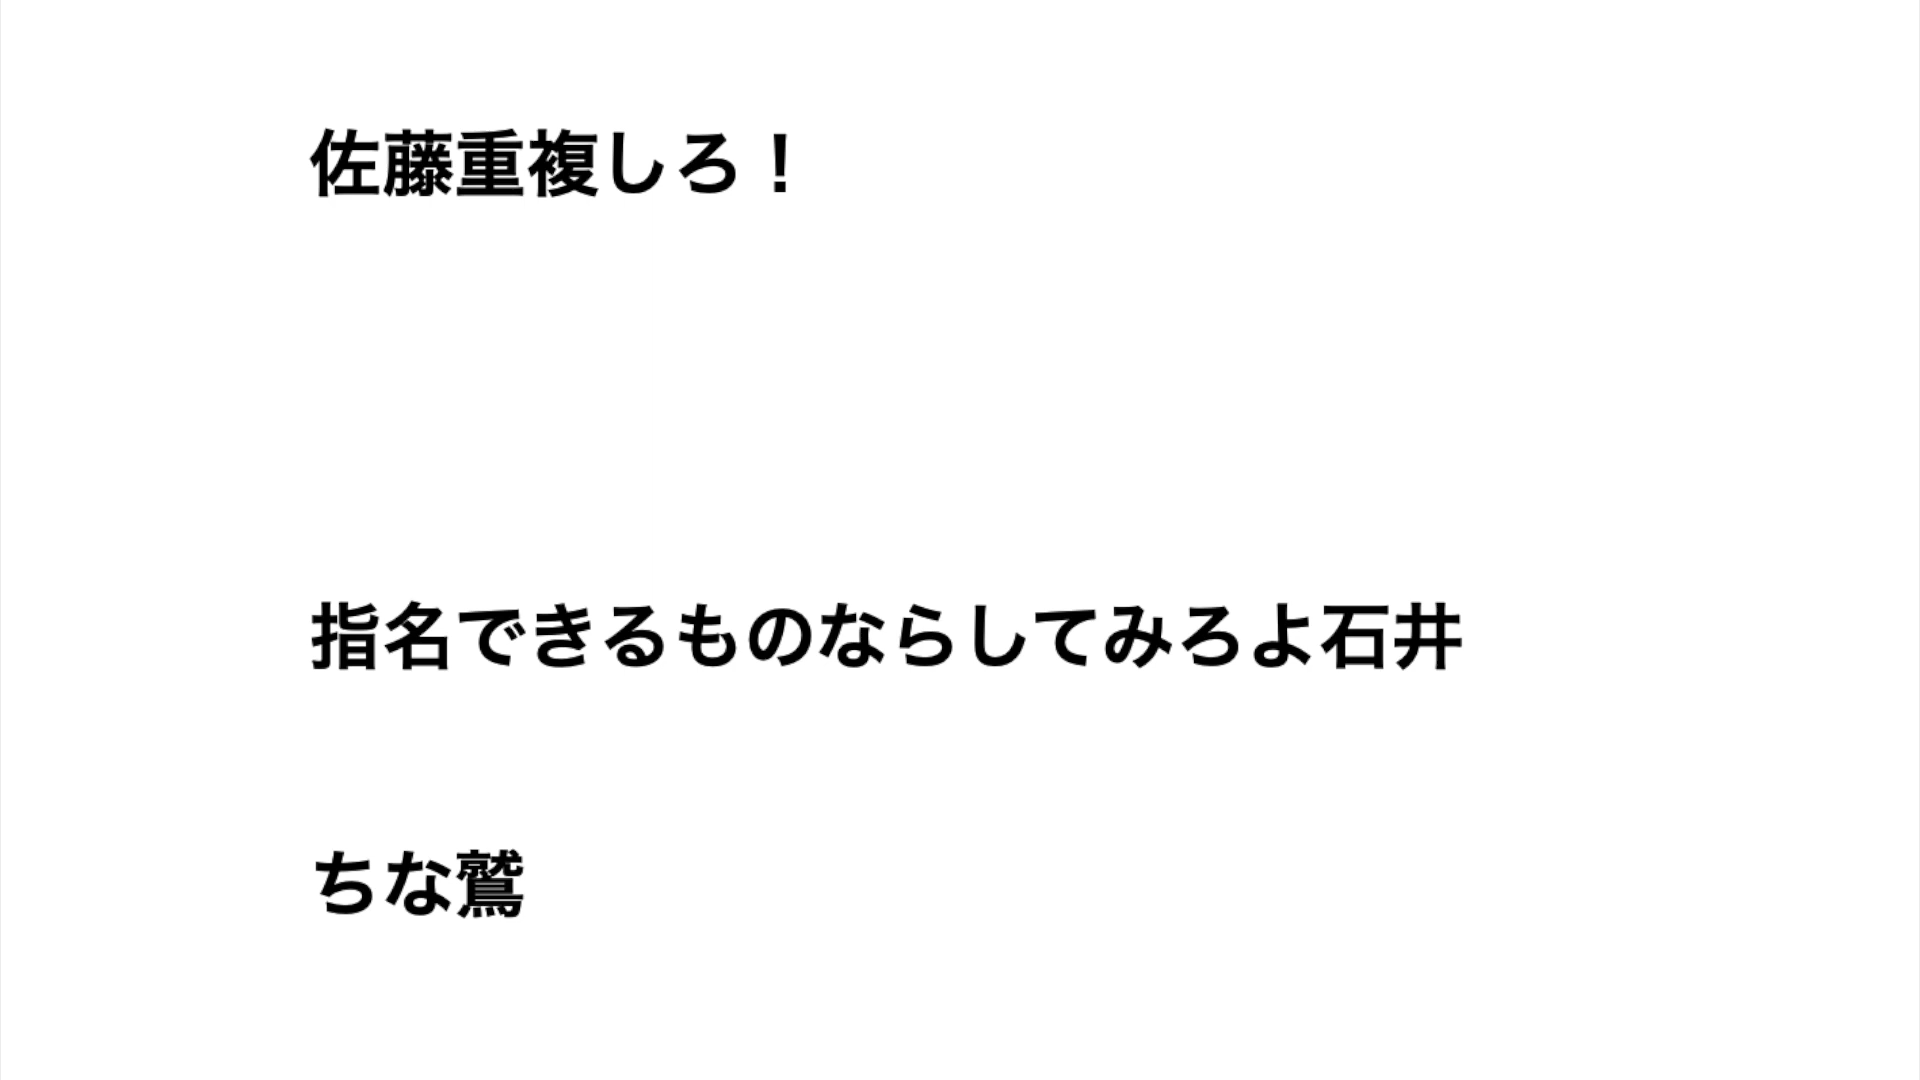 佐藤重複しろ！
指名できるものならしてみろよ石井
ちな鷲